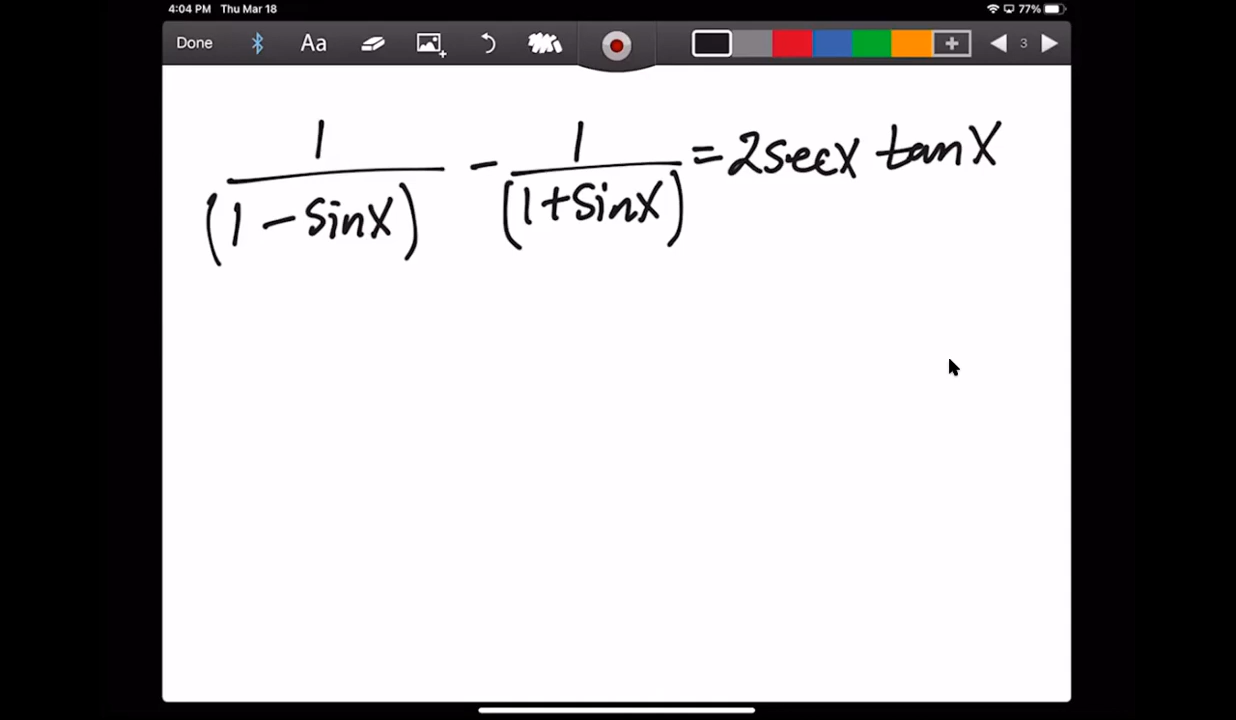 4:04 PM Thu Mar 18 77%
Done Aa 3
1/(1 - sinx) - 1/(1+sinx) = 2secx tanx